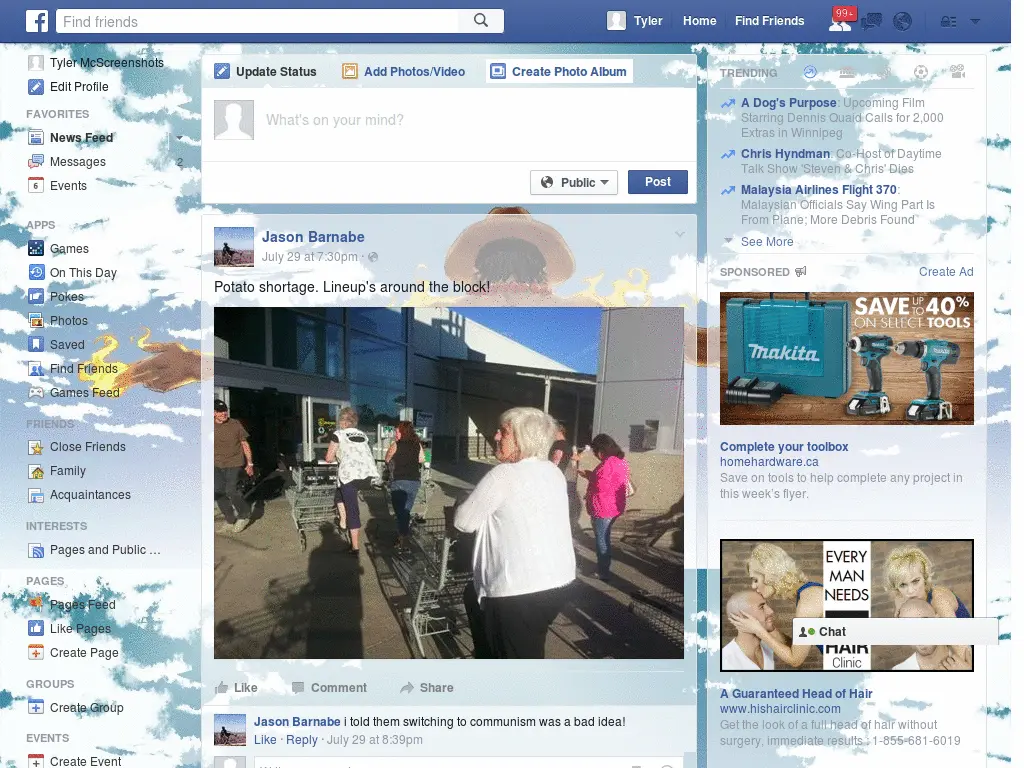 Find friends
Tyler
Home
Find Friends
99+
Tyler McScreenshots
Edit Profile
FAVORITES
News Feed
Messages
2
Events
APPS
Games
On This Day
Pokes
Photos
Saved
Find Friends
Games Feed
FRIENDS
Close Friends
Family
Acquaintances
INTERESTS
Pages and Public ...
PAGES
Pages Feed
Like Pages
Create Page
GROUPS
Create Group
EVENTS
Create Event
Update Status
Add Photos/Video
Create Photo Album
What's on your mind?
Public
Post
Jason Barnabe
July 29 at 7:30pm ·
Potato shortage. Lineup's around the block!
Like
Comment
Share
Jason Barnabe i told them switching to communism was a bad idea!
Like · Reply · July 29 at 8:39pm
TRENDING
A Dog's Purpose: Upcoming Film
Starring Dennis Quaid Calls for 2,000
Extras in Winnipeg
Chris Hyndman: Co-Host of Daytime
Talk Show 'Steven & Chris' Dies
Malaysia Airlines Flight 370:
Malaysian Officials Say Wing Part Is
From Plane; More Debris Found
See More
SPONSORED
Create Ad
SAVE UP TO 40%
ON SELECT TOOLS
makita
Complete your toolbox
homehardware.ca
Save on tools to help complete any project in
this week's flyer.
EVERY
MAN
NEEDS
HAIR
Clinic
Chat
A Guaranteed Head of Hair
www.hishairclinic.com
Get the look of a full head of hair without
surgery, immediate results : 1-855-681-6019